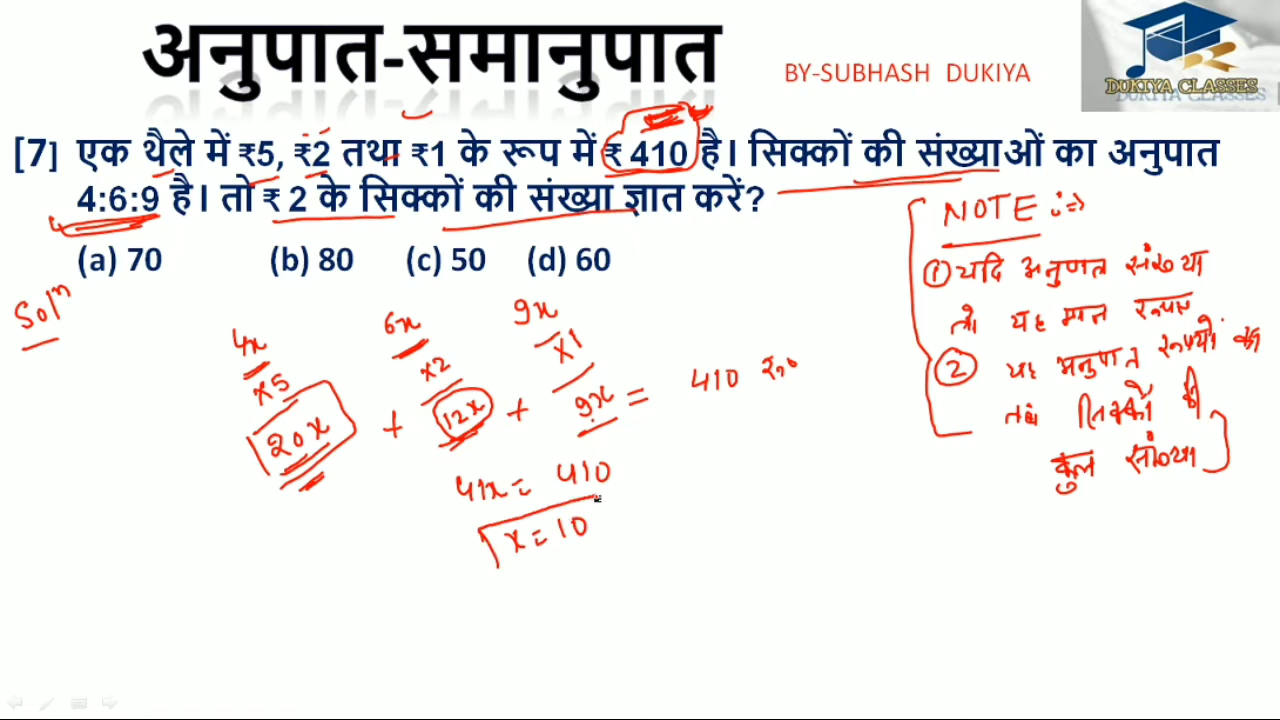 अनुपात-समानुपात
BY-SUBHASH DUKIYA
DUKIYA CLASSES
[7] एक थैले में ₹5, ₹2 तथा ₹1 के रूप में ₹ 410 है। सिक्कों की संख्याओं का अनुपात
4:6:9 है। तो ₹ 2 के सिक्कों की संख्या ज्ञात करें?
(a) 70 (b) 80 (c) 50 (d) 60
NOTE :⇒
① यदि अनुपात संख्या
तो यह मान रूपए
② यह अनुपात रूपयों का
तब सिक्कों की
कुल संख्या
Solⁿ
4x 6x 9x
×5 ×2 ×1
20x + 12x + 9x = 410 रु०
41x = 410
x = 10